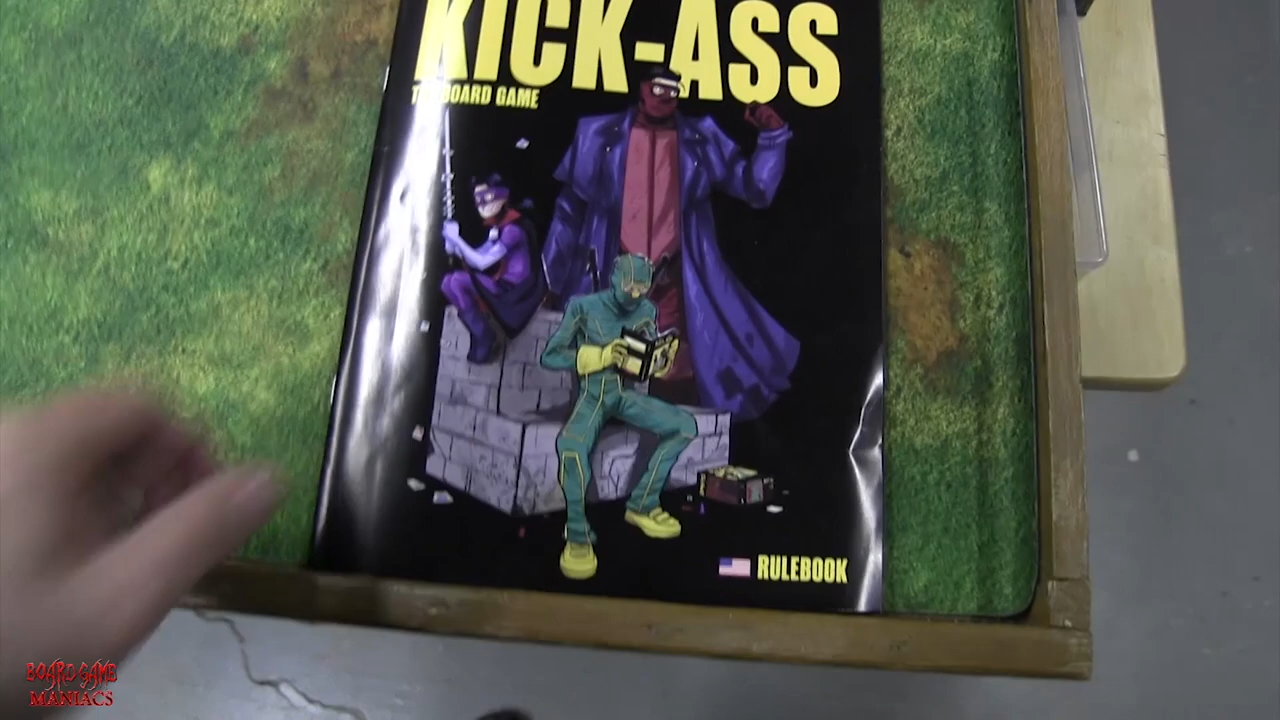 KICK-ASS
THE BOARD GAME
RULEBOOK
BOARD GAME
MANIACS